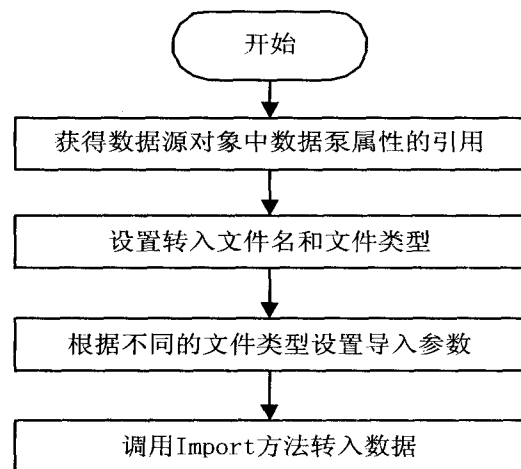 开始
获得数据源对象中数据泵属性的引用
设置转入文件名和文件类型
根据不同的文件类型设置导入参数
调用Import方法转入数据